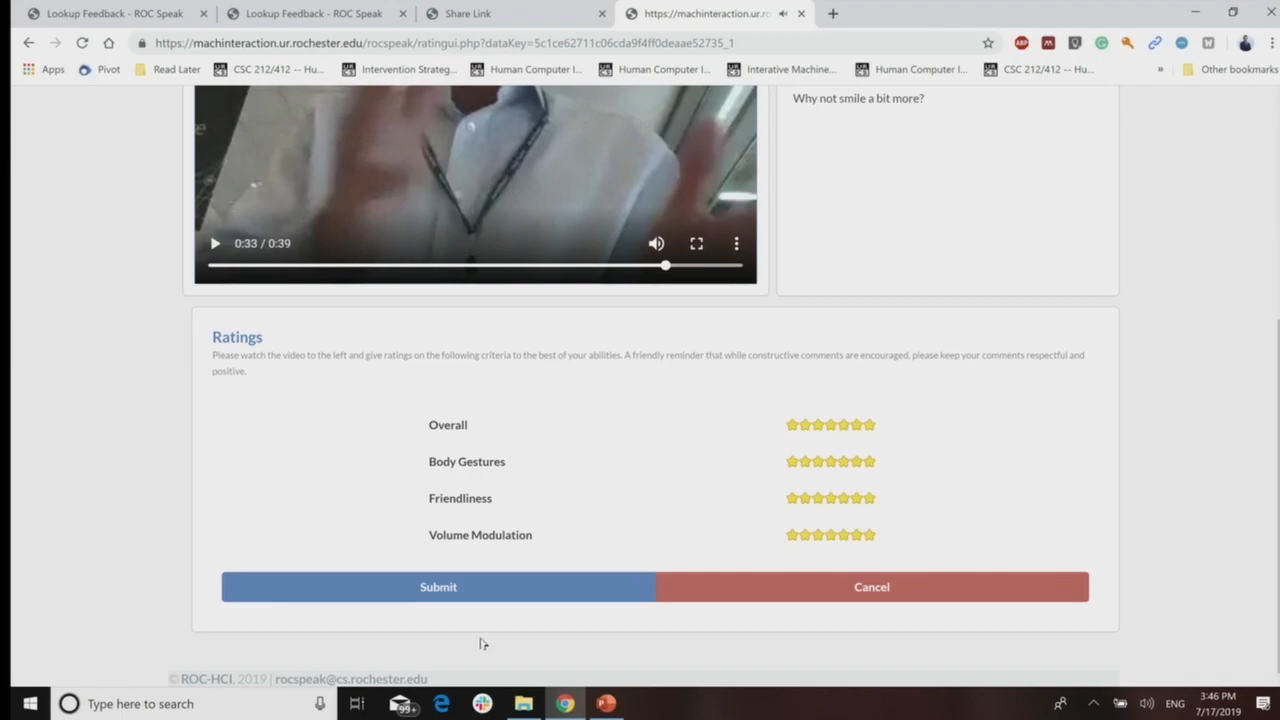 Lookup Feedback - ROC Speak
Lookup Feedback - ROC Speak
Share Link
https://machinteraction.ur.ro
https://machinteraction.ur.rochester.edu/rocspeak/ratingui.php?dataKey=5c1ce62711c06cda9f4ff0deaae52735_1
ABP
Apps
Pivot
Read Later
CSC 212/412 -- Hu...
Intervention Strateg...
Human Computer I...
Human Computer I...
Interative Machine...
Human Computer I...
CSC 212/412 -- Hu...
»
Other bookmarks
Why not smile a bit more?
0:33 / 0:39
Ratings
Please watch the video to the left and give ratings on the following criteria to the best of your abilities. A friendly reminder that while constructive comments are encouraged, please keep your comments respectful and
positive.
Overall
Body Gestures
Friendliness
Volume Modulation
Submit
Cancel
© ROC-HCI, 2019 | rocspeak@cs.rochester.edu
Type here to search
99+
ENG
3:46 PM
7/17/2019